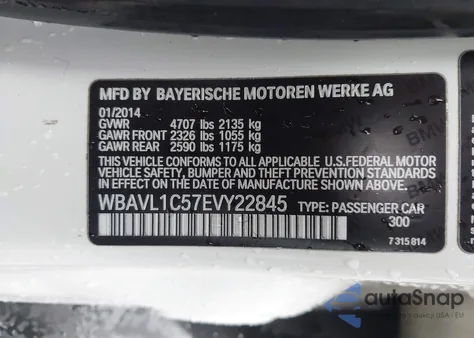 MFD BY BAYERISCHE MOTOREN WERKE AG
01/2014
GVWR 4707 lbs 2135 kg
GAWR FRONT 2326 lbs 1055 kg
GAWR REAR 2590 lbs 1175 kg
THIS VEHICLE CONFORMS TO ALL APPLICABLE U.S.FEDERAL MOTOR
VEHICLE SAFETY, BUMPER, AND THEFT PREVENTION STANDARDS
IN EFFECT ON THE DATE OF MANUFACTURE SHOWN ABOVE.
WBAVL1C57EVY22845 TYPE: PASSENGER CAR
300
7 315 814
autoSnap
aukcji USA i EU